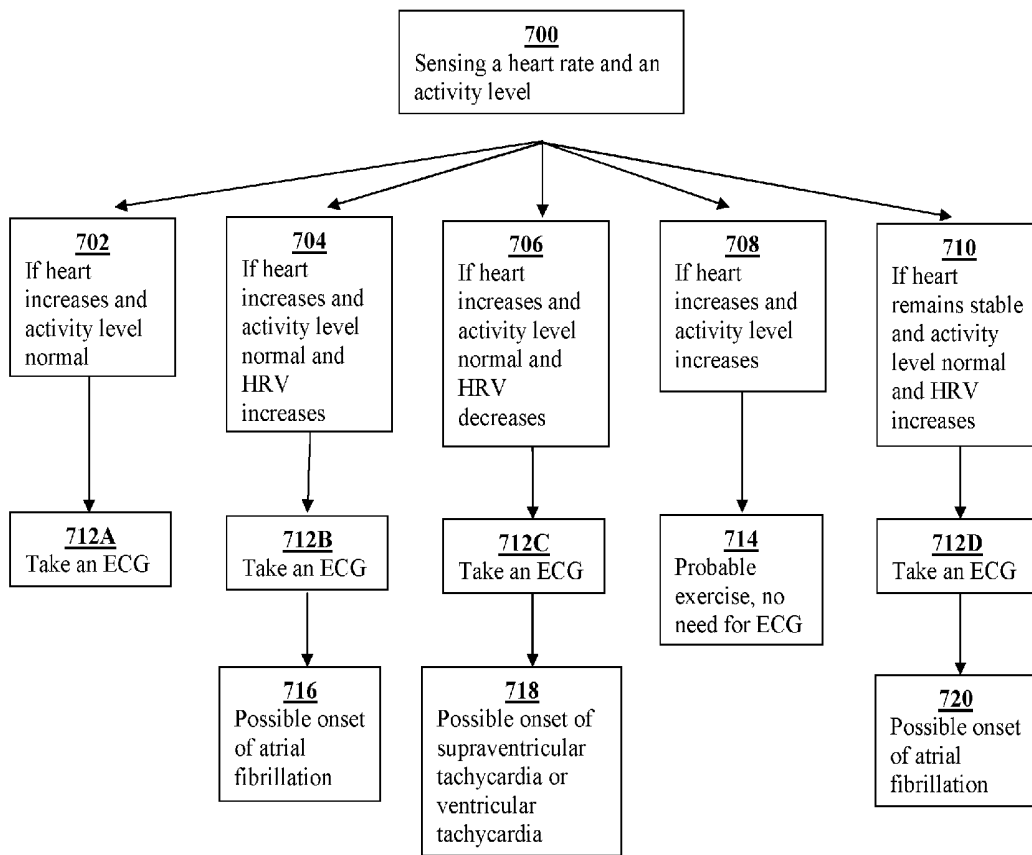 700
Sensing a heart rate and an
activity level
702
If heart
increases and
activity level
normal
704
If heart
increases and
activity level
normal and
HRV
increases
706
If heart
increases and
activity level
normal and
HRV
decreases
708
If heart
increases and
activity level
increases
710
If heart
remains stable
and activity
level normal
and HRV
increases
712A
Take an ECG
712B
Take an ECG
712C
Take an ECG
714
Probable
exercise, no
need for ECG
712D
Take an ECG
716
Possible onset
of atrial
fibrillation
718
Possible onset of
supraventricular
tachycardia or
ventricular
tachycardia
720
Possible onset
of atrial
fibrillation